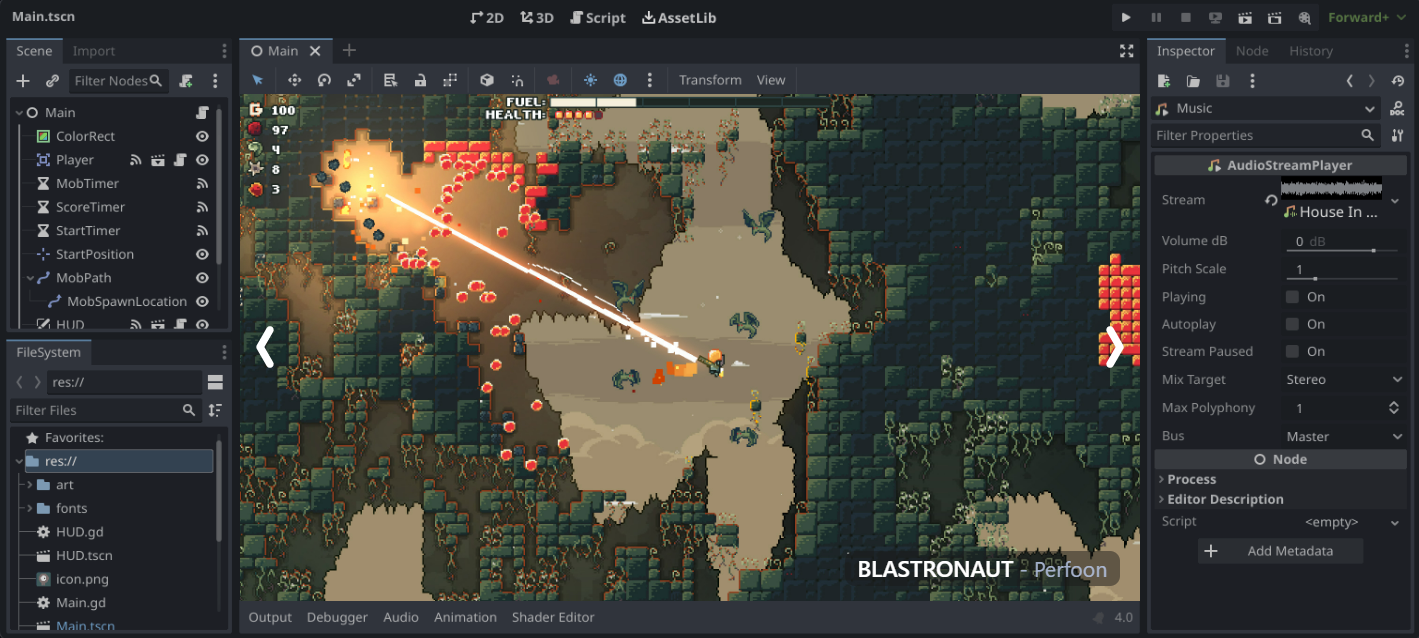 Main.tscn
2D 3D Script AssetLib
Forward+
Scene Import
Filter Nodes
Main
ColorRect
Player
MobTimer
ScoreTimer
StartTimer
StartPosition
MobPath
MobSpawnLocation
HUD
FileSystem
res://
Filter Files
Favorites:
res://
art
fonts
HUD.gd
HUD.tscn
icon.png
Main.gd
Main.tscn
Main
Transform View
FUEL:
HEALTH:
100
97
4
8
3
BLASTRONAUT - Perfoon
Output Debugger Audio Animation Shader Editor
4.0
Inspector Node History
Music
DOC
Filter Properties
AudioStreamPlayer
Stream
House In ...
Volume dB 0 dB
Pitch Scale 1
Playing On
Autoplay On
Stream Paused On
Mix Target Stereo
Max Polyphony 1
Bus Master
Node
Process
Editor Description
Script <empty>
Add Metadata